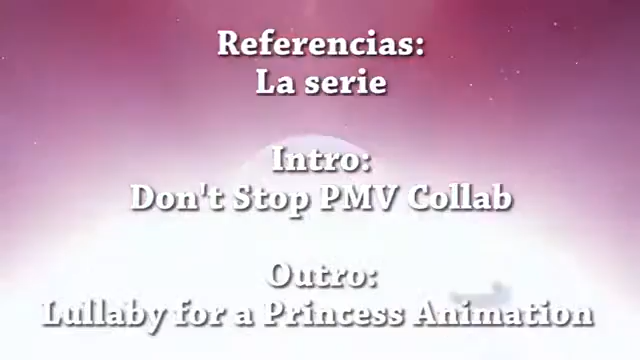 Referencias:
La serie
Intro:
Don't Stop PMV Collab
Outro:
Lullaby for a Princess Animation